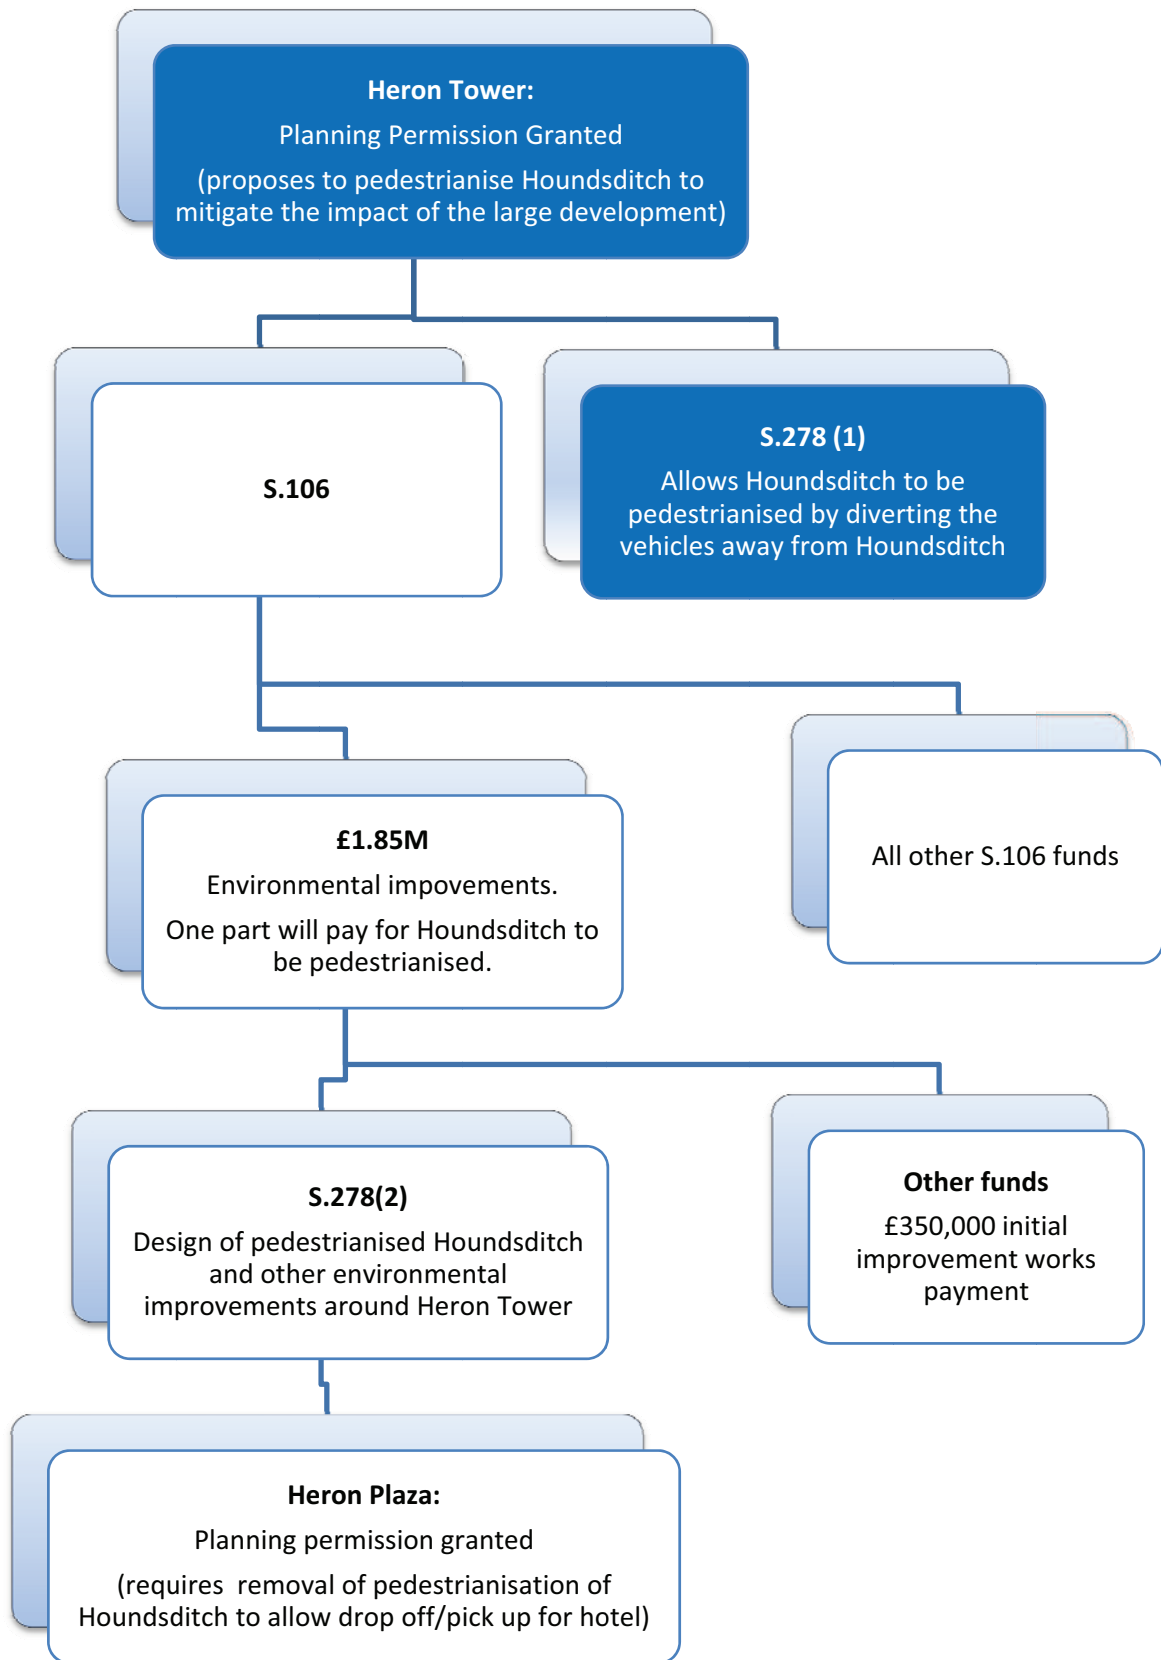 Heron Tower:
Planning Permission Granted
(proposes to pedestrianise Houndsditch to
mitigate the impact of the large development)
S.106
S.278 (1)
Allows Houndsditch to be
pedestrianised by diverting the
vehicles away from Houndsditch
£1.85M
Environmental impovements.
One part will pay for Houndsditch to
be pedestrianised.
All other S.106 funds
S.278(2)
Design of pedestrianised Houndsditch
and other environmental
improvements around Heron Tower
Other funds
£350,000 initial
improvement works
payment
Heron Plaza:
Planning permission granted
(requires  removal of pedestrianisation of
Houndsditch to allow drop off/pick up for hotel)